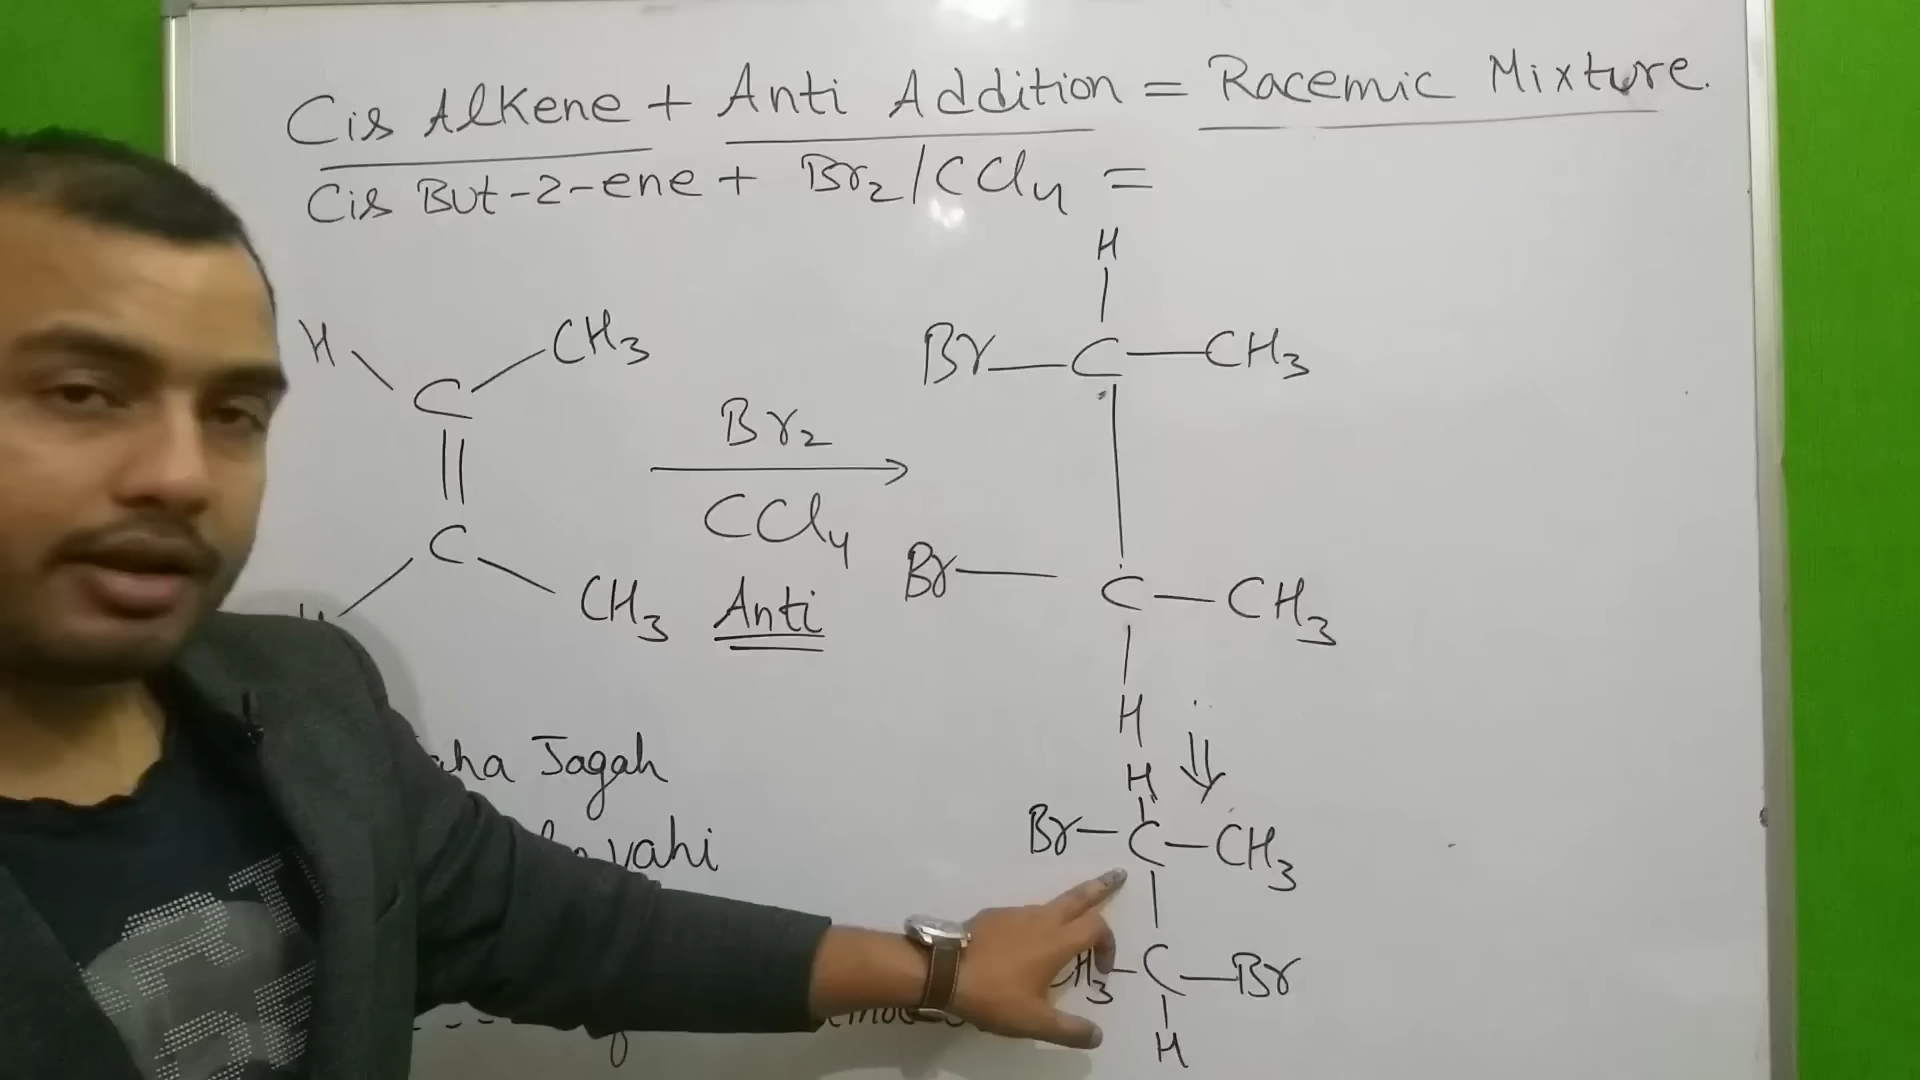 Cis Alkene + Anti Addition = Racemic Mixture.
Cis But-2-ene + Br2/CCl4 =
H
H CH3
C
Br C CH3
Br2
CCl4
C
CH3
Anti
Br C CH3
H
Jagah
vahi
H
Br C CH3
H3 C Br
H